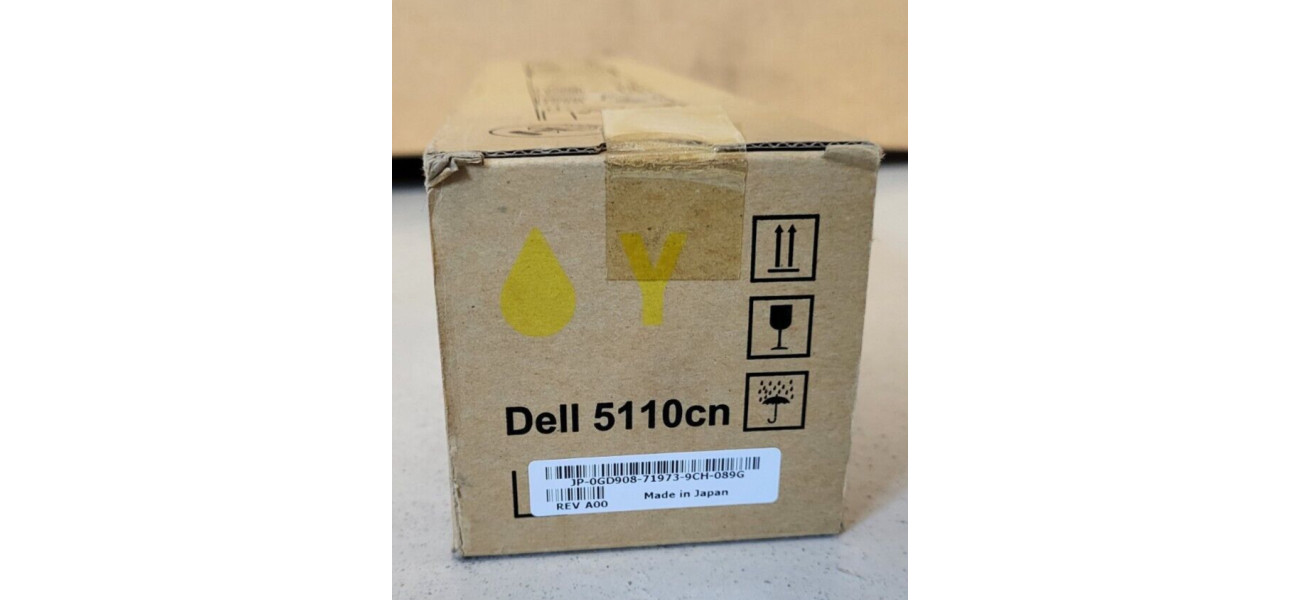 Y
Dell 5110cn
JP-0GD908-71973-9CH-089G
Made in Japan
REV A00